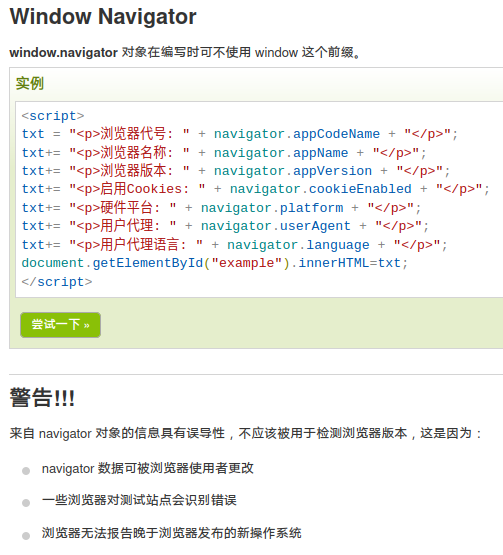 Window Navigator
window.navigator 对象在编写时可不使用 window 这个前缀。
实例
<script>
txt = "<p>浏览器代号: " + navigator.appCodeName + "</p>";
txt+= "<p>浏览器名称: " + navigator.appName + "</p>";
txt+= "<p>浏览器版本: " + navigator.appVersion + "</p>";
txt+= "<p>启用Cookies: " + navigator.cookieEnabled + "</p>";
txt+= "<p>硬件平台: " + navigator.platform + "</p>";
txt+= "<p>用户代理: " + navigator.userAgent + "</p>";
txt+= "<p>用户代理语言: " + navigator.language + "</p>";
document.getElementById("example").innerHTML=txt;
</script>
尝试一下 »
警告!!!
来自 navigator 对象的信息具有误导性，不应该被用于检测浏览器版本，这是因为：
navigator 数据可被浏览器使用者更改
一些浏览器对测试站点会识别错误
浏览器无法报告晚于浏览器发布的新操作系统